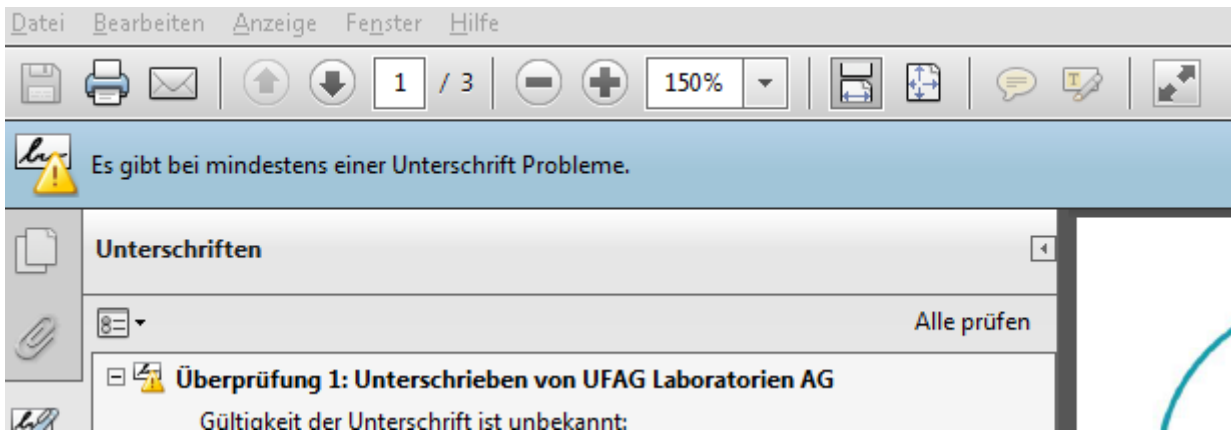 Datei Bearbeiten Anzeige Fenster Hilfe
1 / 3 150%
Es gibt bei mindestens einer Unterschrift Probleme.
Unterschriften
Alle prüfen
Überprüfung 1: Unterschrieben von UFAG Laboratorien AG
Gültigkeit der Unterschrift ist unbekannt: